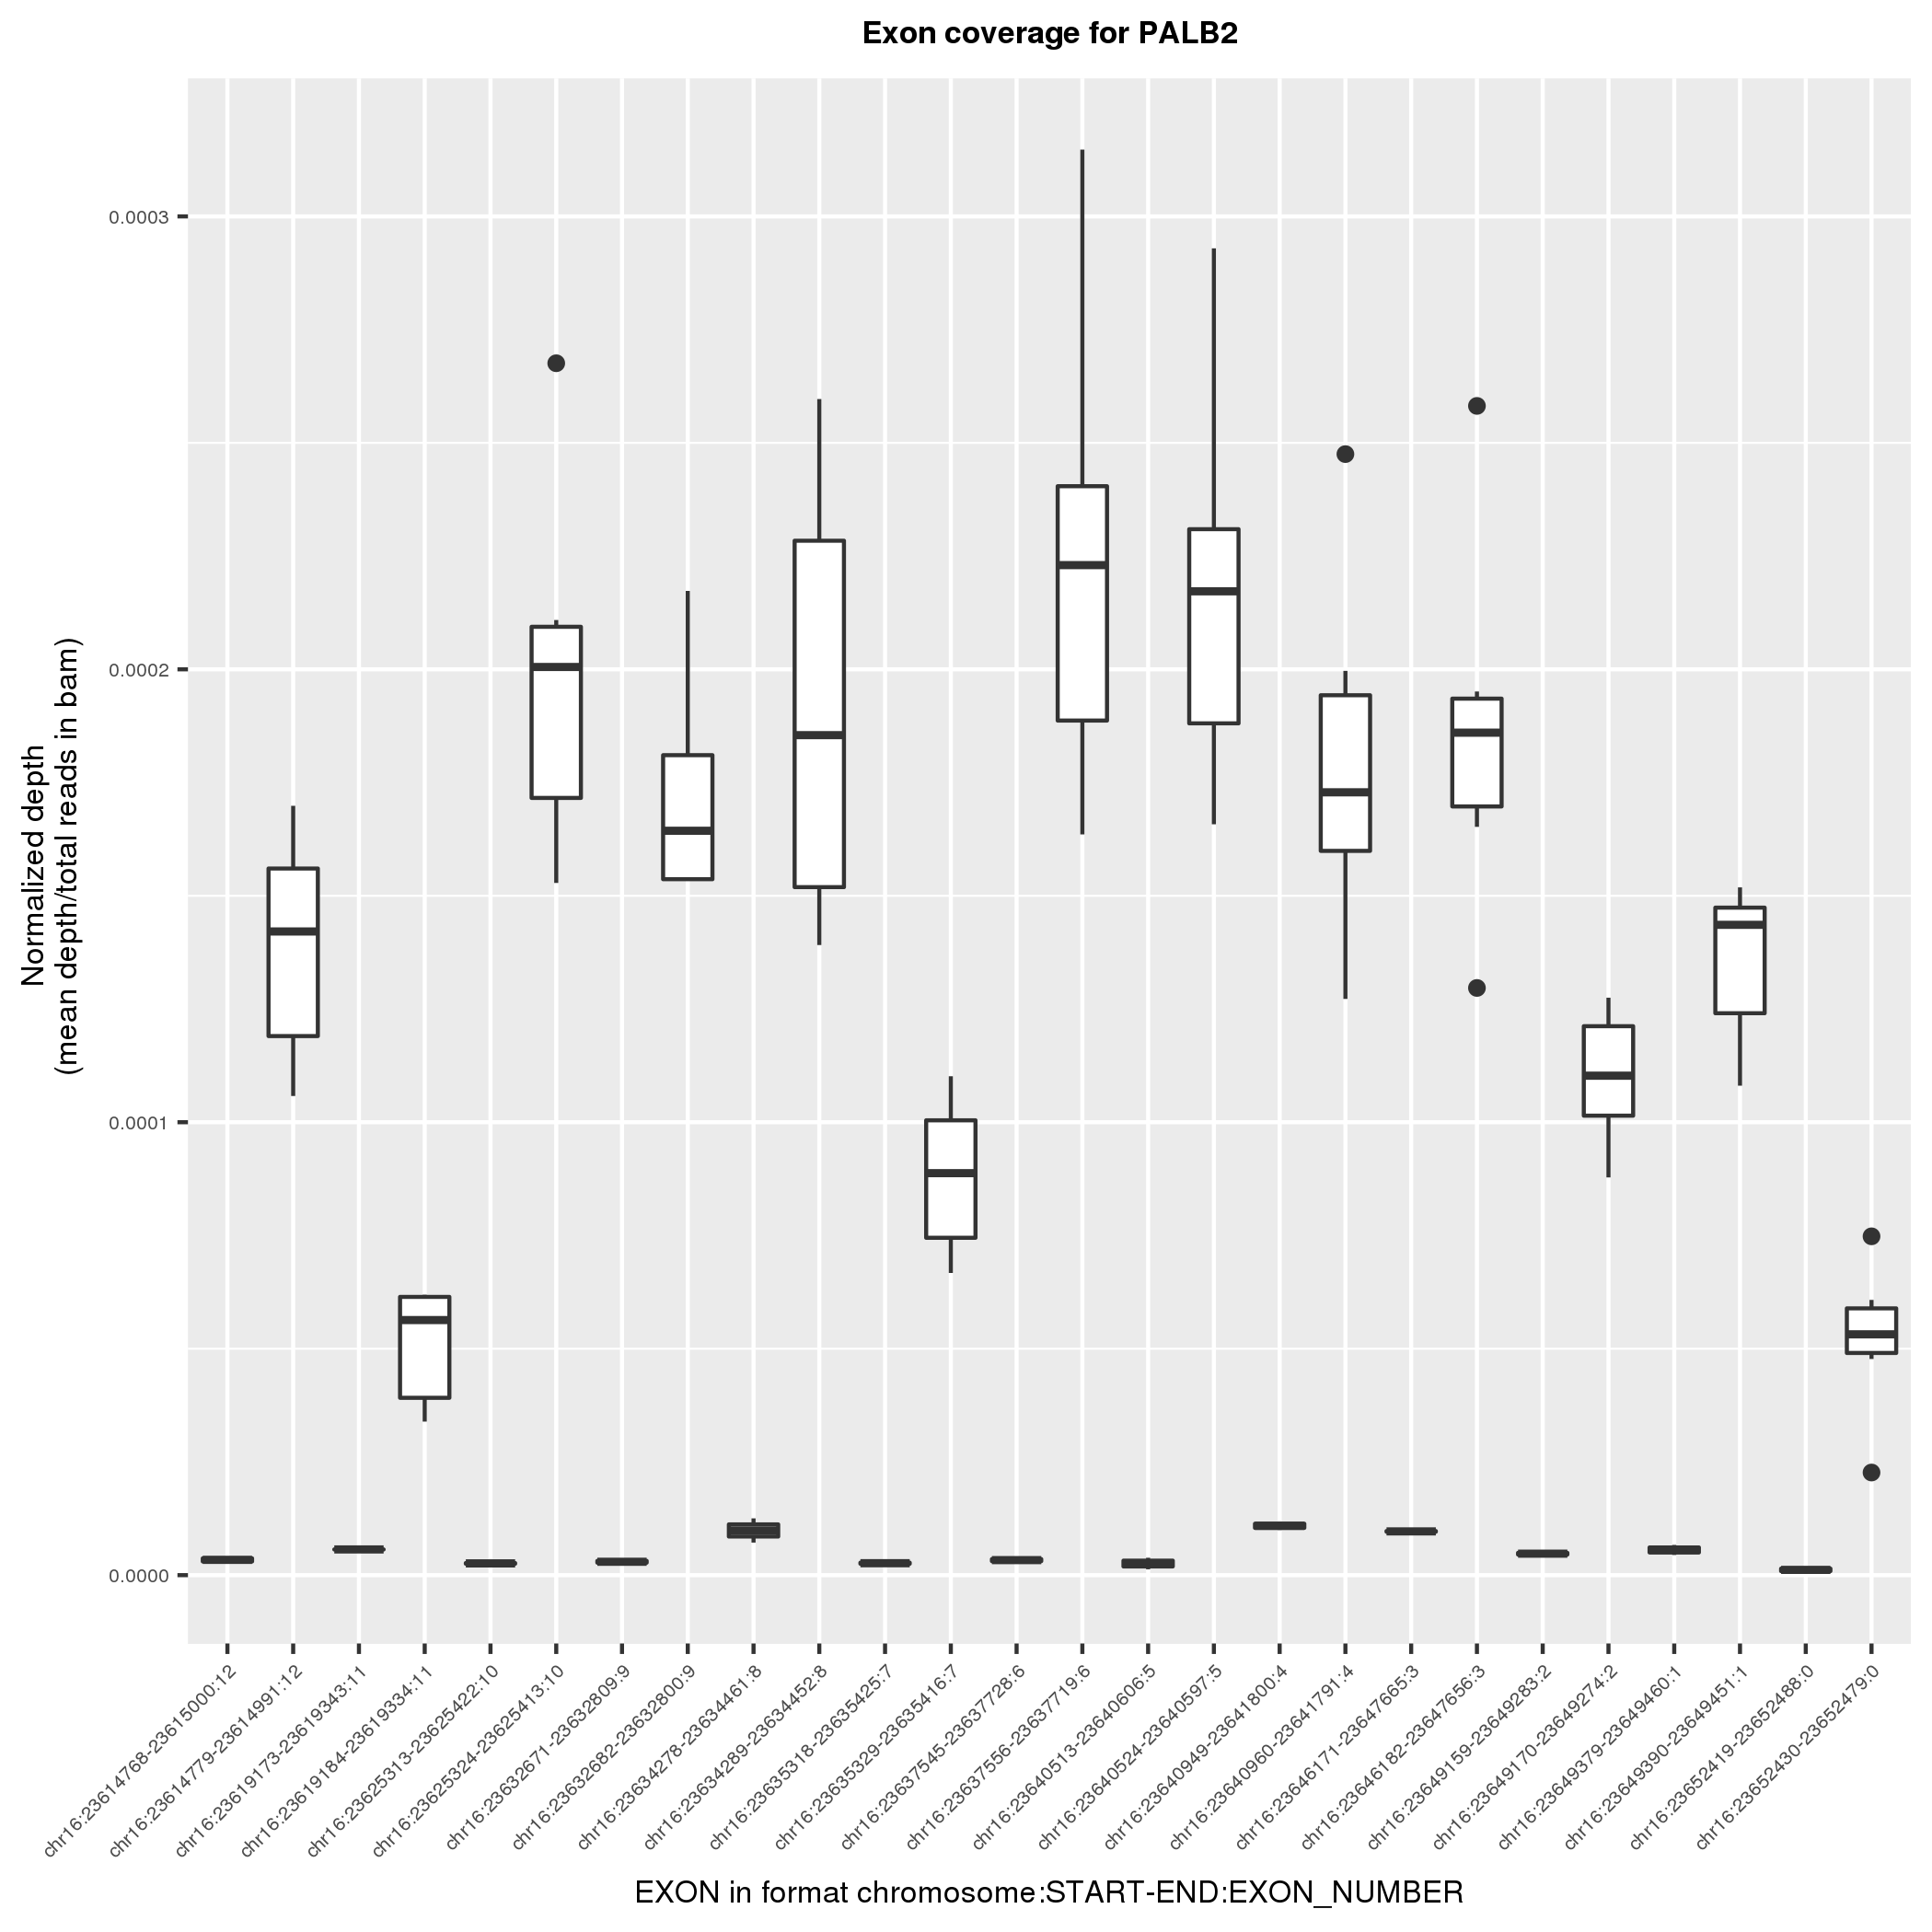 Exon coverage for PALB2
Normalized depth
(mean depth/total reads in bam)
0.0003
0.0002
0.0001
0.0000
chr16:23614768-23615000:12
chr16:23614779-23614991:12
chr16:23619173-23619343:11
chr16:23619184-23619334:11
chr16:23625313-23625422:10
chr16:23625324-23625413:10
chr16:23632671-23632809:9
chr16:23632682-23632800:9
chr16:23634278-23634461:8
chr16:23634289-23634452:8
chr16:23635318-23635425:7
chr16:23635329-23635416:7
chr16:23637545-23637728:6
chr16:23637556-23637719:6
chr16:23640513-23640606:5
chr16:23640524-23640597:5
chr16:23640949-23641800:4
chr16:23640960-23641791:4
chr16:23646171-23647665:3
chr16:23646182-23647656:3
chr16:23649159-23649283:2
chr16:23649170-23649274:2
chr16:23649379-23649460:1
chr16:23649390-23649451:1
chr16:23652419-23652488:0
chr16:23652430-23652479:0
EXON in format chromosome:START-END:EXON_NUMBER